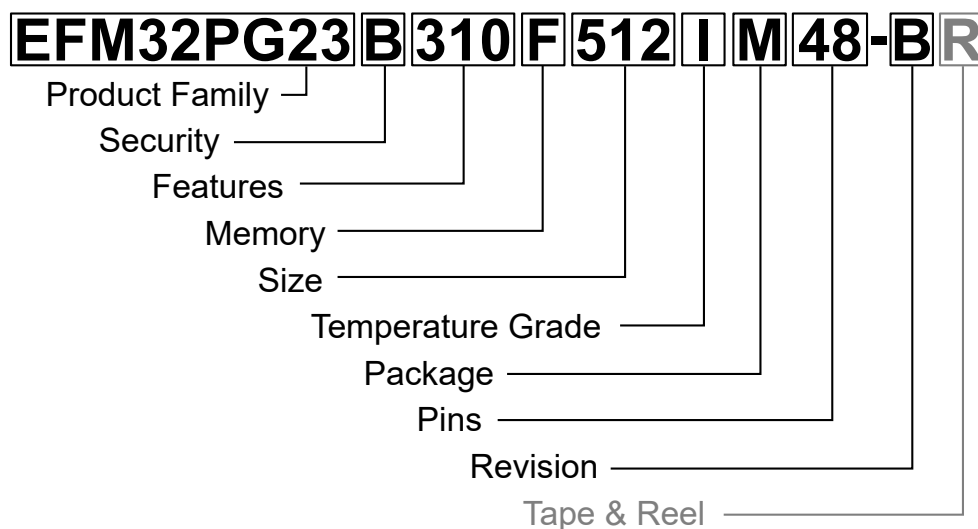 EFM32PG23B310F512IM48-BR
Product Family
Security
Features
Memory
Size
Temperature Grade
Package
Pins
Revision
Tape & Reel